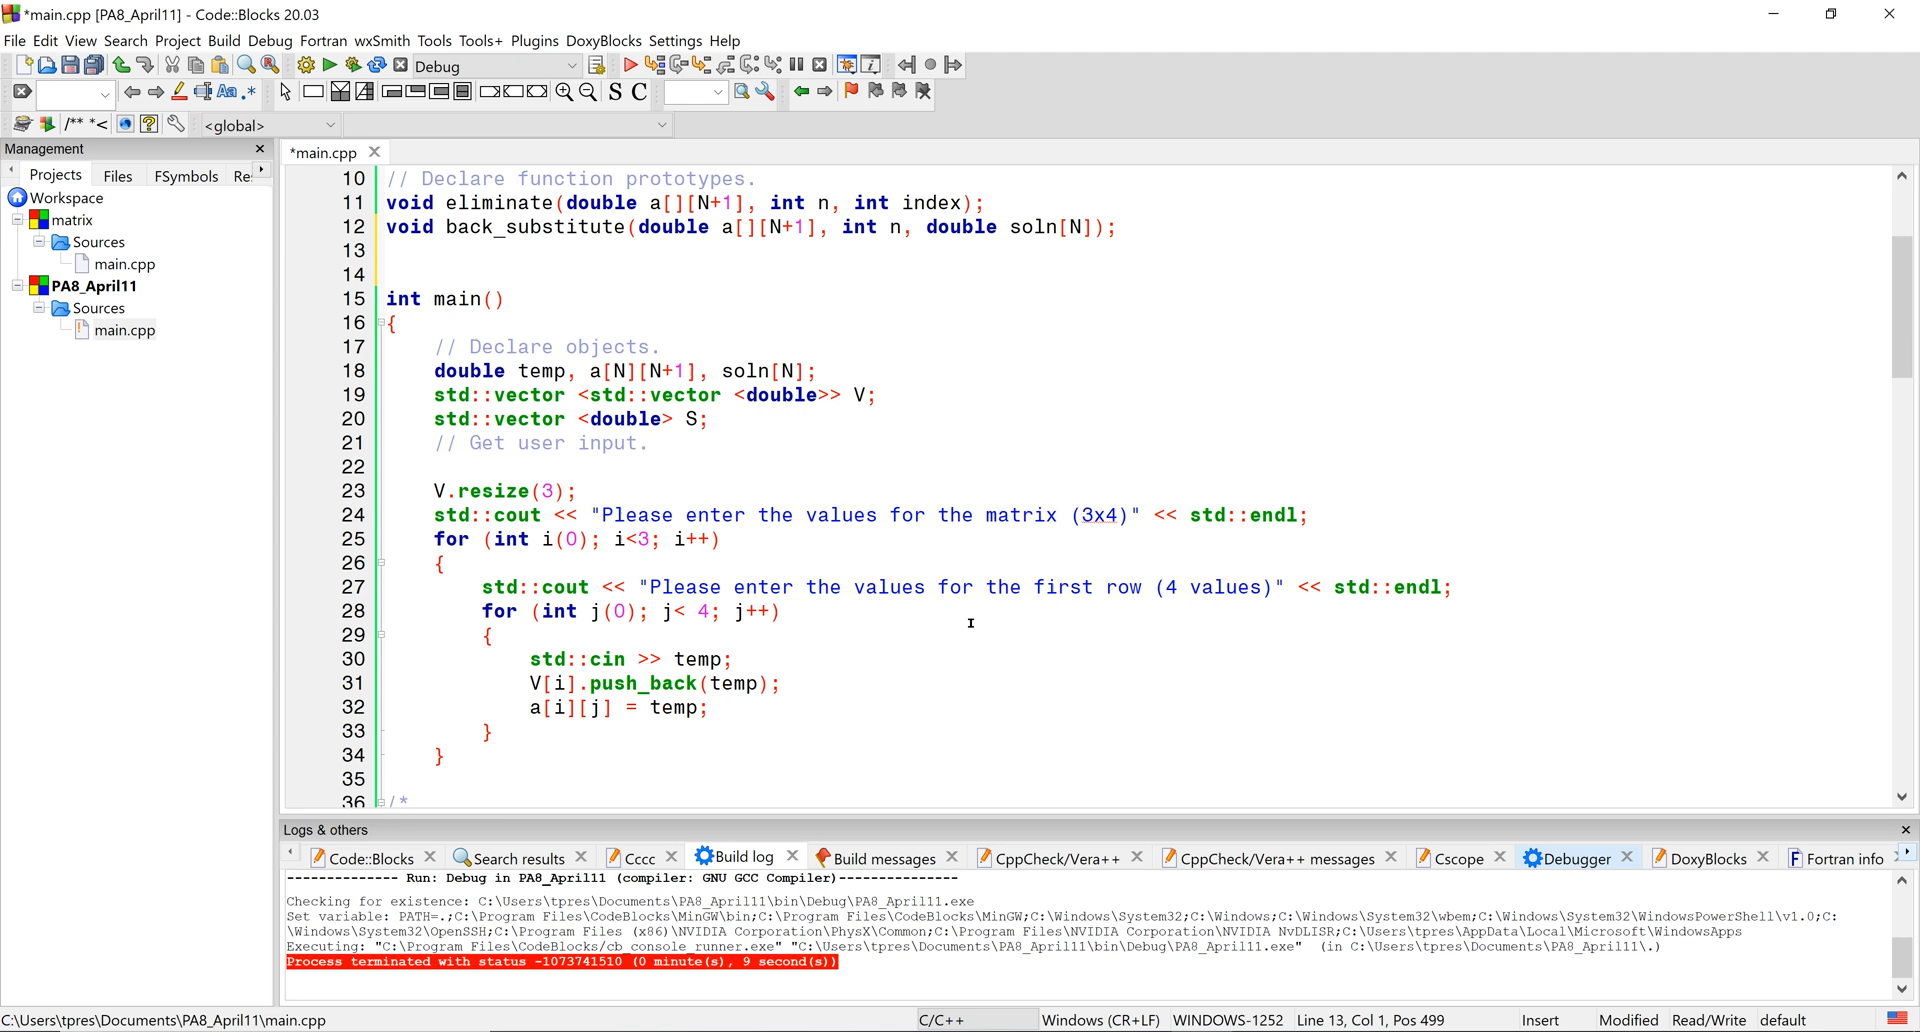 *main.cpp [PA8_April11] - Code::Blocks 20.03
File Edit View Search Project Build Debug Fortran wxSmith Tools Tools+ Plugins DoxyBlocks Settings Help
Debug
Aa .*
S C
/** *<
<global>
Management
*main.cpp
Projects Files FSymbols Re
Workspace
matrix
Sources
main.cpp
PA8_April11
Sources
main.cpp
10 // Declare function prototypes.
11 void eliminate(double a[][N+1], int n, int index);
12 void back_substitute(double a[][N+1], int n, double soln[N]);
13
14
15 int main()
16 {
17 // Declare objects.
18 double temp, a[N][N+1], soln[N];
19 std::vector <std::vector <double>> V;
20 std::vector <double> S;
21 // Get user input.
22
23 V.resize(3);
24 std::cout << "Please enter the values for the matrix (3x4)" << std::endl;
25 for (int i(0); i<3; i++)
26 {
27 std::cout << "Please enter the values for the first row (4 values)" << std::endl;
28 for (int j(0); j< 4; j++)
29 {
30 std::cin >> temp;
31 V[i].push_back(temp);
32 a[i][j] = temp;
33 }
34 }
35
36 /*
Logs & others
Code::Blocks Search results Cccc Build log Build messages CppCheck/Vera++ CppCheck/Vera++ messages Cscope Debugger DoxyBlocks Fortran info
-------------- Run: Debug in PA8_April11 (compiler: GNU GCC Compiler)---------------
Checking for existence: C:\Users\tpres\Documents\PA8_April11\bin\Debug\PA8_April11.exe
Set variable: PATH=.;C:\Program Files\CodeBlocks\MinGW\bin;C:\Program Files\CodeBlocks\MinGW;C:\Windows\System32;C:\Windows;C:\Windows\System32\wbem;C:\Windows\System32\WindowsPowerShell\v1.0;C:
\Windows\System32\OpenSSH;C:\Program Files (x86)\NVIDIA Corporation\PhysX\Common;C:\Program Files\NVIDIA Corporation\NVIDIA NvDLISR;C:\Users\tpres\AppData\Local\Microsoft\WindowsApps
Executing: "C:\Program Files\CodeBlocks/cb_console_runner.exe" "C:\Users\tpres\Documents\PA8_April11\bin\Debug\PA8_April11.exe" (in C:\Users\tpres\Documents\PA8_April11\.)
Process terminated with status -1073741510 (0 minute(s), 9 second(s))
C:\Users\tpres\Documents\PA8_April11\main.cpp C/C++ Windows (CR+LF) WINDOWS-1252 Line 13, Col 1, Pos 499 Insert Modified Read/Write default